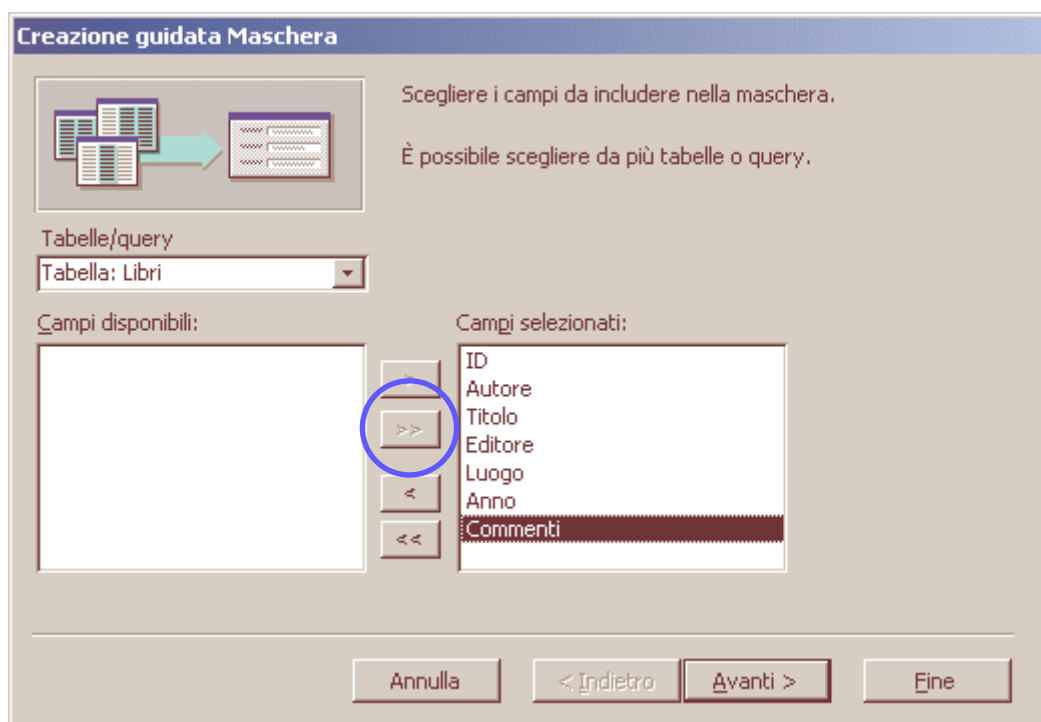 Creazione guidata Maschera
Scegliere i campi da includere nella maschera.
È possibile scegliere da più tabelle o query.
Tabelle/query
Tabella: Libri
Campi disponibili:
Campi selezionati:
>
>>
<
<<
ID
Autore
Titolo
Editore
Luogo
Anno
Commenti
Annulla
< Indietro
Avanti >
Fine